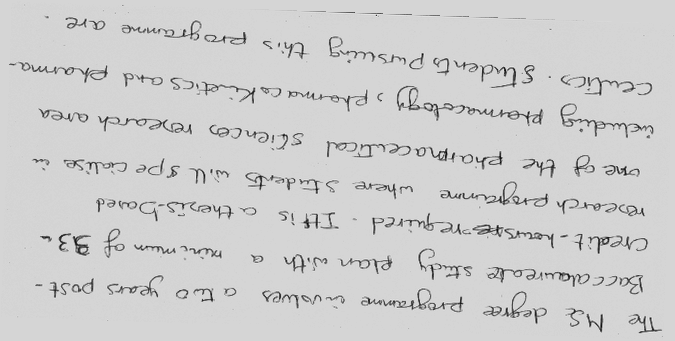 The MS degree programme involves a two years post-
Baccalaureate study plan with a minimum of 33
credit-hours required. It is a thesis-based
research programme where students will specialise in
one of the pharmaceutical sciences research area
including pharmacology, pharmacokinetics and pharma-
ceutics. Students pursuing this programme are.